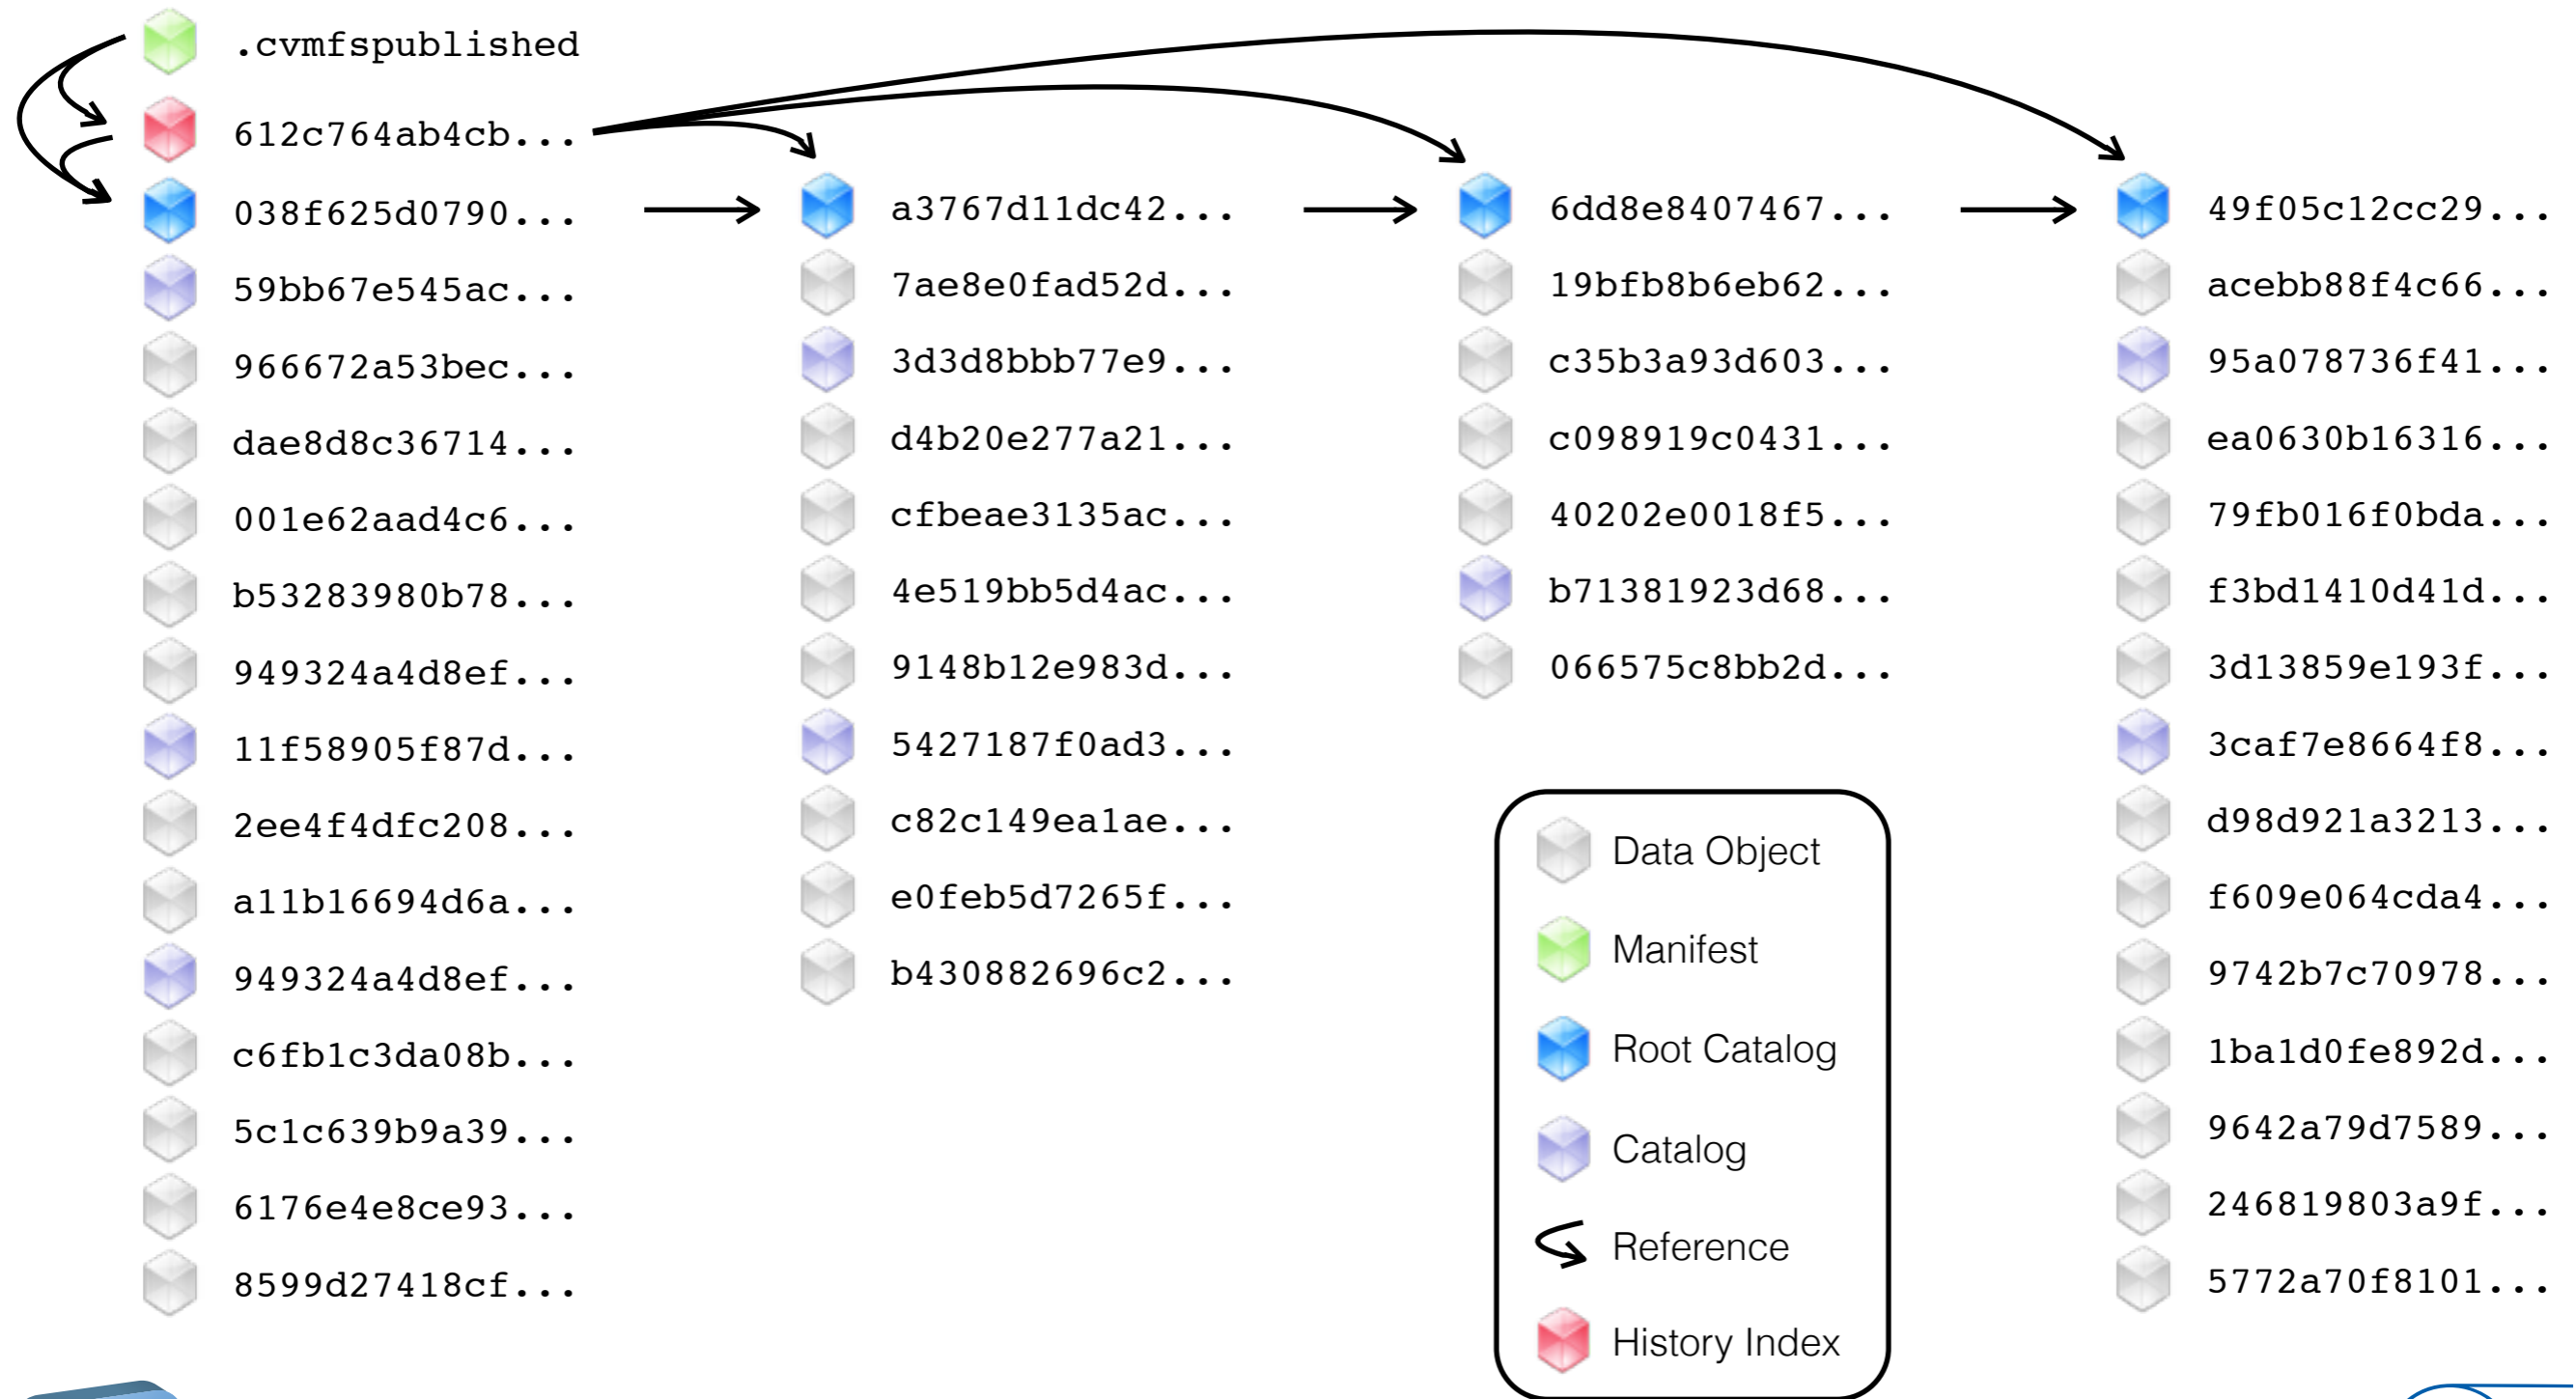 .cvmfspublished
612c764ab4cb...
038f625d0790...
59bb67e545ac...
966672a53bec...
dae8d8c36714...
001e62aad4c6...
b53283980b78...
949324a4d8ef...
11f58905f87d...
2ee4f4dfc208...
a11b16694d6a...
949324a4d8ef...
c6fb1c3da08b...
5c1c639b9a39...
6176e4e8ce93...
8599d27418cf...
a3767d11dc42...
7ae8e0fad52d...
3d3d8bbb77e9...
d4b20e277a21...
cfbeae3135ac...
4e519bb5d4ac...
9148b12e983d...
5427187f0ad3...
c82c149ea1ae...
e0feb5d7265f...
b430882696c2...
6dd8e8407467...
19bfb8b6eb62...
c35b3a93d603...
c098919c0431...
40202e0018f5...
b71381923d68...
066575c8bb2d...
49f05c12cc29...
acebb88f4c66...
95a078736f41...
ea0630b16316...
79fb016f0bda...
f3bd1410d41d...
3d13859e193f...
3caf7e8664f8...
d98d921a3213...
f609e064cda4...
9742b7c70978...
1ba1d0fe892d...
9642a79d7589...
246819803a9f...
5772a70f8101...
Data Object
Manifest
Root Catalog
Catalog
Reference
History Index